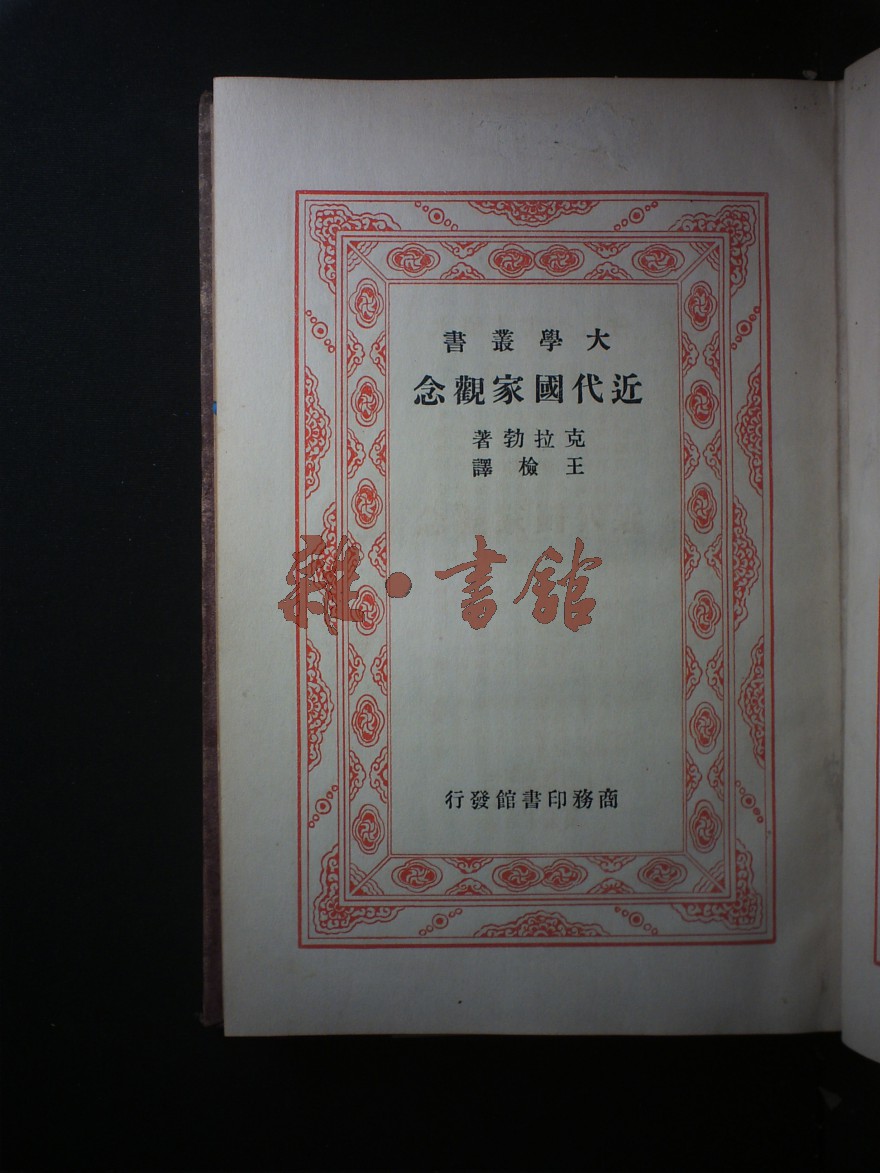 大學叢書
近代國家觀念
克拉勃著
王檢譯
雜·書館
商務印書館發行